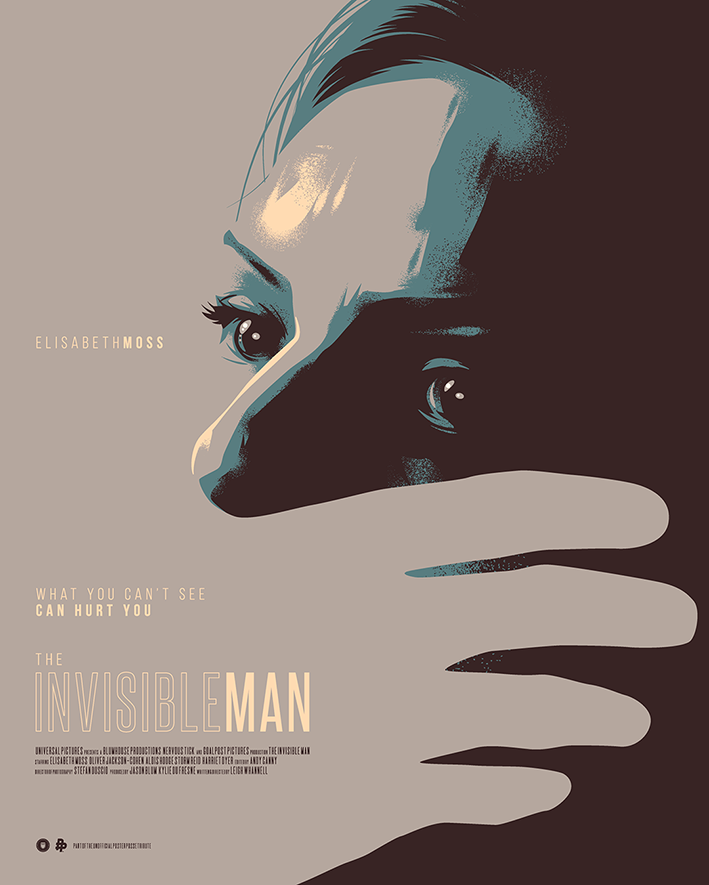 ELISABETHMOSS
WHAT YOU CAN'T SEE
CAN HURT YOU
THE
INVISIBLEMAN
UNIVERSAL PICTURES PRESENTS A BLUMHOUSE PRODUCTIONS NERVOUS TICK AND GOALPOST PICTURES PRODUCTION THE INVISIBLE MAN
STARRING ELISABETH MOSS OLIVER JACKSON-COHEN ALDIS HODGE STORM REID HARRIET DYER EDITED BY ANDY CANNY
DIRECTOR OF PHOTOGRAPHY STEFAN DUSCIO PRODUCED BY JASON BLUM KYLIE DU FRESNE WRITTEN & DIRECTED BY LEIGH WHANNELL
PART OF THE UNOFFICIAL POSTER POSSE TRIBUTE